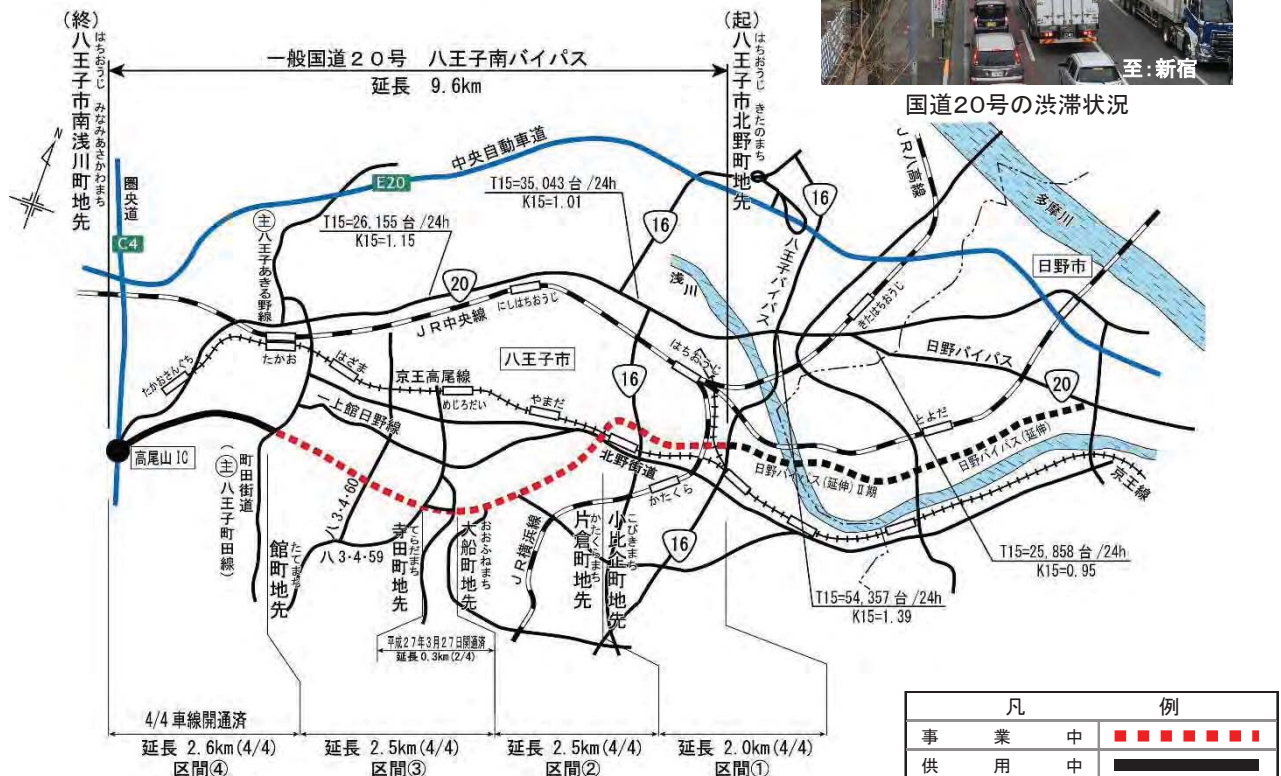 至:新宿
国道20号の渋滞状況
(終)
八王子市南浅川町地先
はちおうじ みなみあさかわまち
(起)
八王子市北野町地先
はちおうじ きたのまち
一般国道20号 八王子南バイパス
延長 9.6km
N
圏央道
C4
中央自動車道
E20
T15=35,043台/24h
K15=1.01
T15=26,155台/24h
K15=1.15
主 八王子あきる野線
16
16
20
八王子バイパス
JR八高線
多摩川
日野市
浅川
にしはちおうじ
JR中央線
きたはちおうじ
たかお
はざま
たかおさんぐち
八王子市
はちおうじ
日野バイパス
20
京王高尾線
めじろだい
やまだ
16
とよだ
一上館日野線
北野街道
日野バイパス(延伸)
日野バイパス(延伸)Ⅱ期
京王線
高尾山IC
かたくら
町田街道
(主 八王子町田線)
八3・4・60
八3・4・59
館町地先
たてまち
寺田町地先
てらだまち
大船町地先
おおふねまち
JR横浜線
片倉町地先
かたくらまち
小比企町地先
こびきまち
16
T15=25,858台/24h
K15=0.95
T15=54,357台/24h
K15=1.39
平成27年3月27日開通済
延長0.3km(2/4)
4/4車線開通済
延長 2.6km(4/4)
区間④
延長 2.5km(4/4)
区間③
延長 2.5km(4/4)
区間②
延長 2.0km(4/4)
区間①
凡例
事業中
供用中